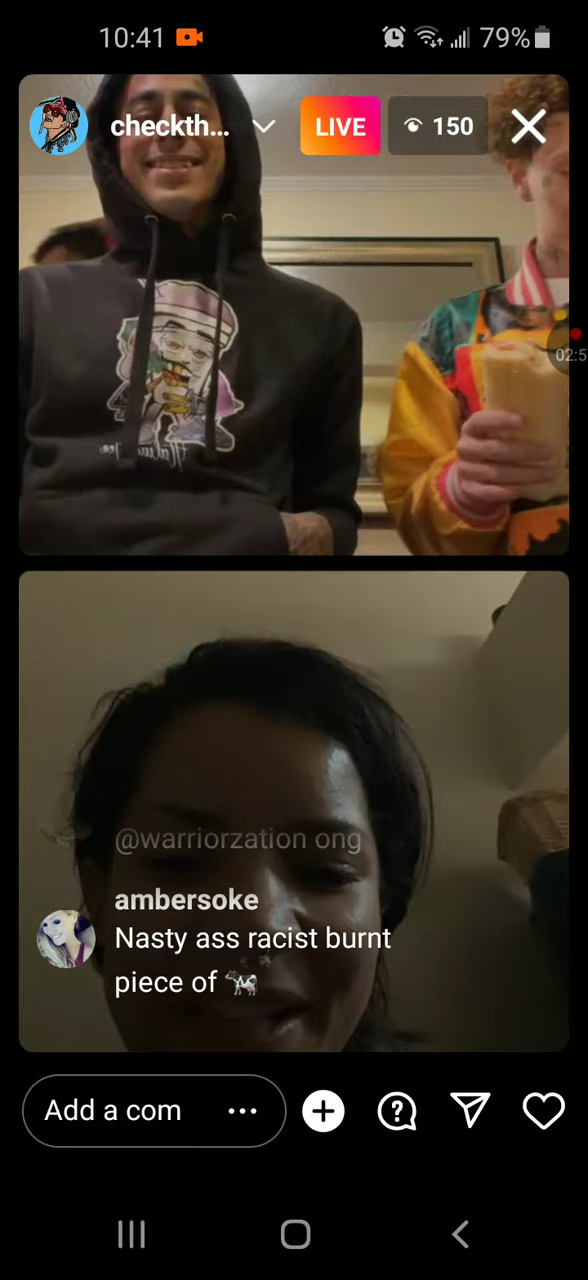 10:41
79%
checkth...
LIVE
150
02:5
@warriorzation ong
ambersoke
Nasty ass racist burnt
piece of 🐄
Add a com